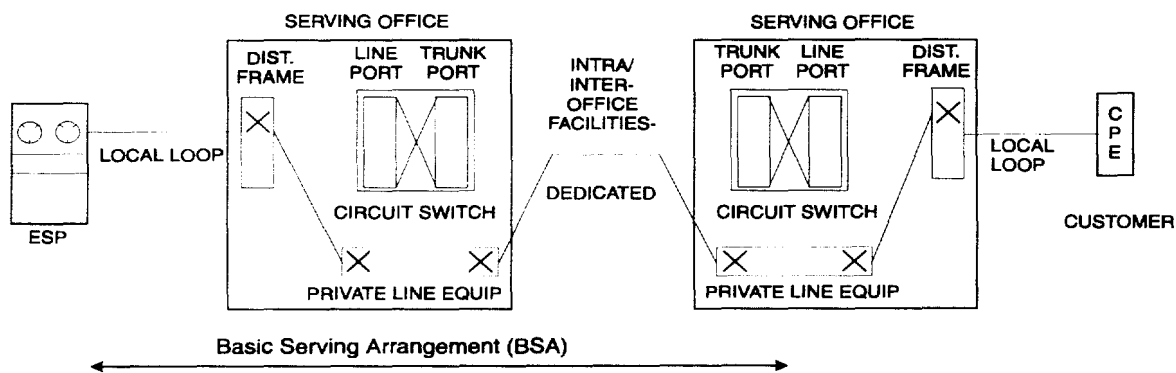 SERVING OFFICE
DIST.
FRAME
LINE
PORT
TRUNK
PORT
CIRCUIT SWITCH
PRIVATE LINE EQUIP
ESP
LOCAL LOOP
INTRA/
INTER-
OFFICE
FACILITIES-
DEDICATED
SERVING OFFICE
TRUNK
PORT
LINE
PORT
DIST.
FRAME
CIRCUIT SWITCH
PRIVATE LINE EQUIP
LOCAL
LOOP
CPE
CUSTOMER
Basic Serving Arrangement (BSA)